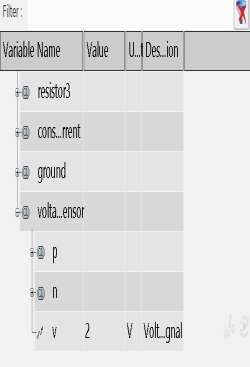 Filter :
Variable Name Value U...t Des...ion
resistor3
cons...rrent
ground
volta...ensor
p
n
v 2 V Volt...gnal